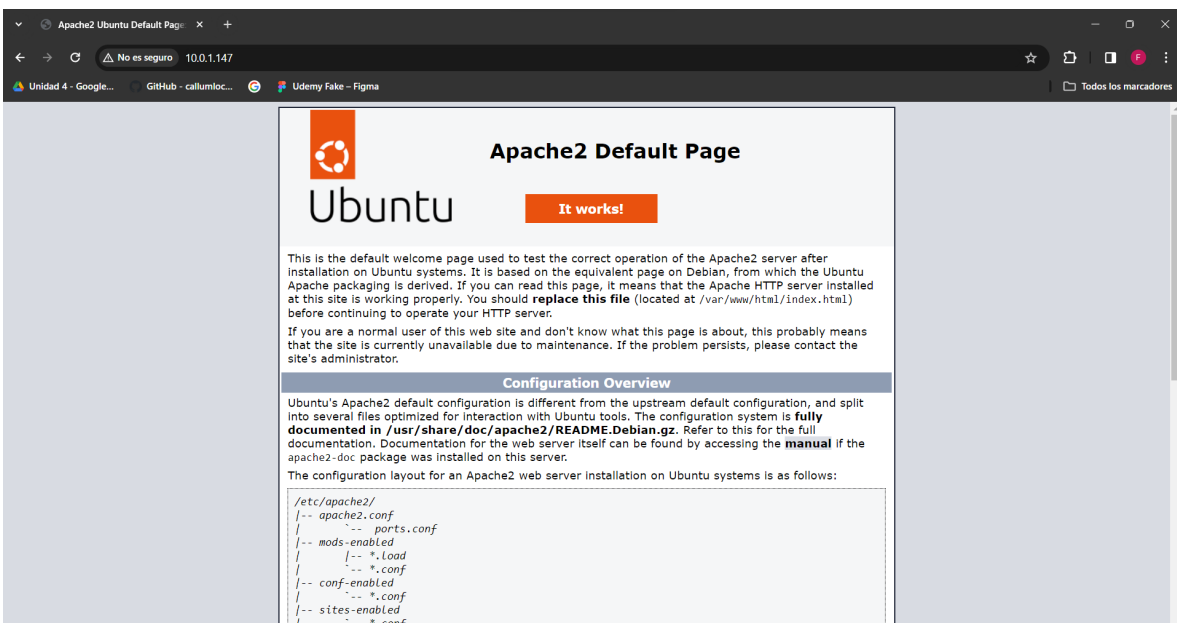 Apache2 Ubuntu Default Page
No es seguro 10.0.1.147
F
Unidad 4 - Google... GitHub - callumloc... G Udemy Fake – Figma Todos los marcadores
Apache2 Default Page
Ubuntu
It works!
This is the default welcome page used to test the correct operation of the Apache2 server after
installation on Ubuntu systems. It is based on the equivalent page on Debian, from which the Ubuntu
Apache packaging is derived. If you can read this page, it means that the Apache HTTP server installed
at this site is working properly. You should replace this file (located at /var/www/html/index.html)
before continuing to operate your HTTP server.
If you are a normal user of this web site and don't know what this page is about, this probably means
that the site is currently unavailable due to maintenance. If the problem persists, please contact the
site's administrator.
Configuration Overview
Ubuntu's Apache2 default configuration is different from the upstream default configuration, and split
into several files optimized for interaction with Ubuntu tools. The configuration system is fully
documented in /usr/share/doc/apache2/README.Debian.gz. Refer to this for the full
documentation. Documentation for the web server itself can be found by accessing the manual if the
apache2-doc package was installed on this server.
The configuration layout for an Apache2 web server installation on Ubuntu systems is as follows:
/etc/apache2/
|-- apache2.conf
|       `--  ports.conf
|-- mods-enabled
|       |-- *.load
|       `-- *.conf
|-- conf-enabled
|       `-- *.conf
|-- sites-enabled
|       `-- *.conf